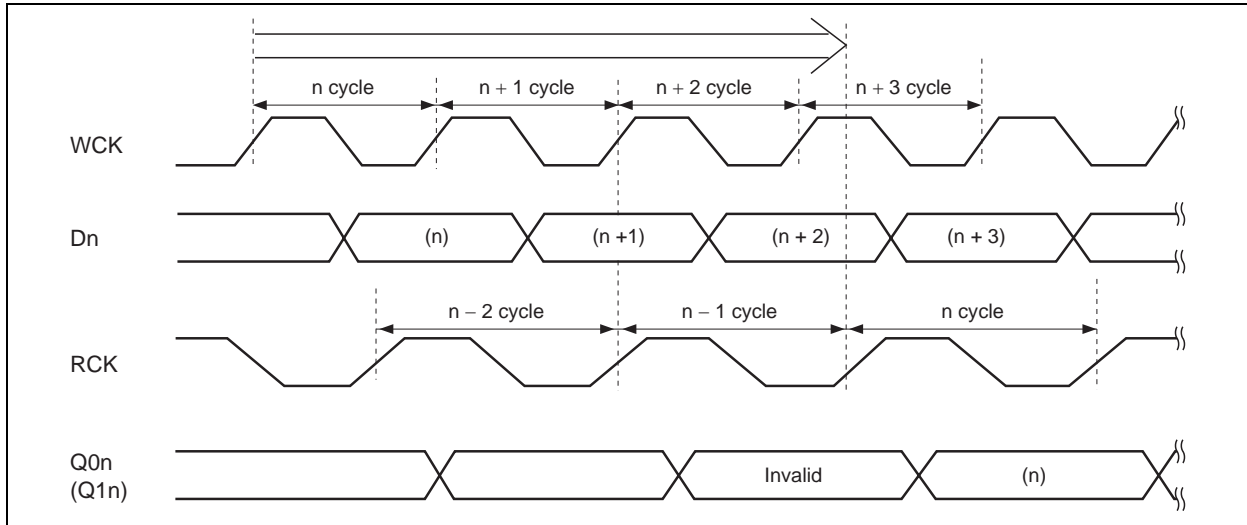 n cycle n + 1 cycle n + 2 cycle n + 3 cycle
WCK
Dn (n) (n +1) (n + 2) (n + 3)
n − 2 cycle n − 1 cycle n cycle
RCK
Q0n
(Q1n) Invalid (n)